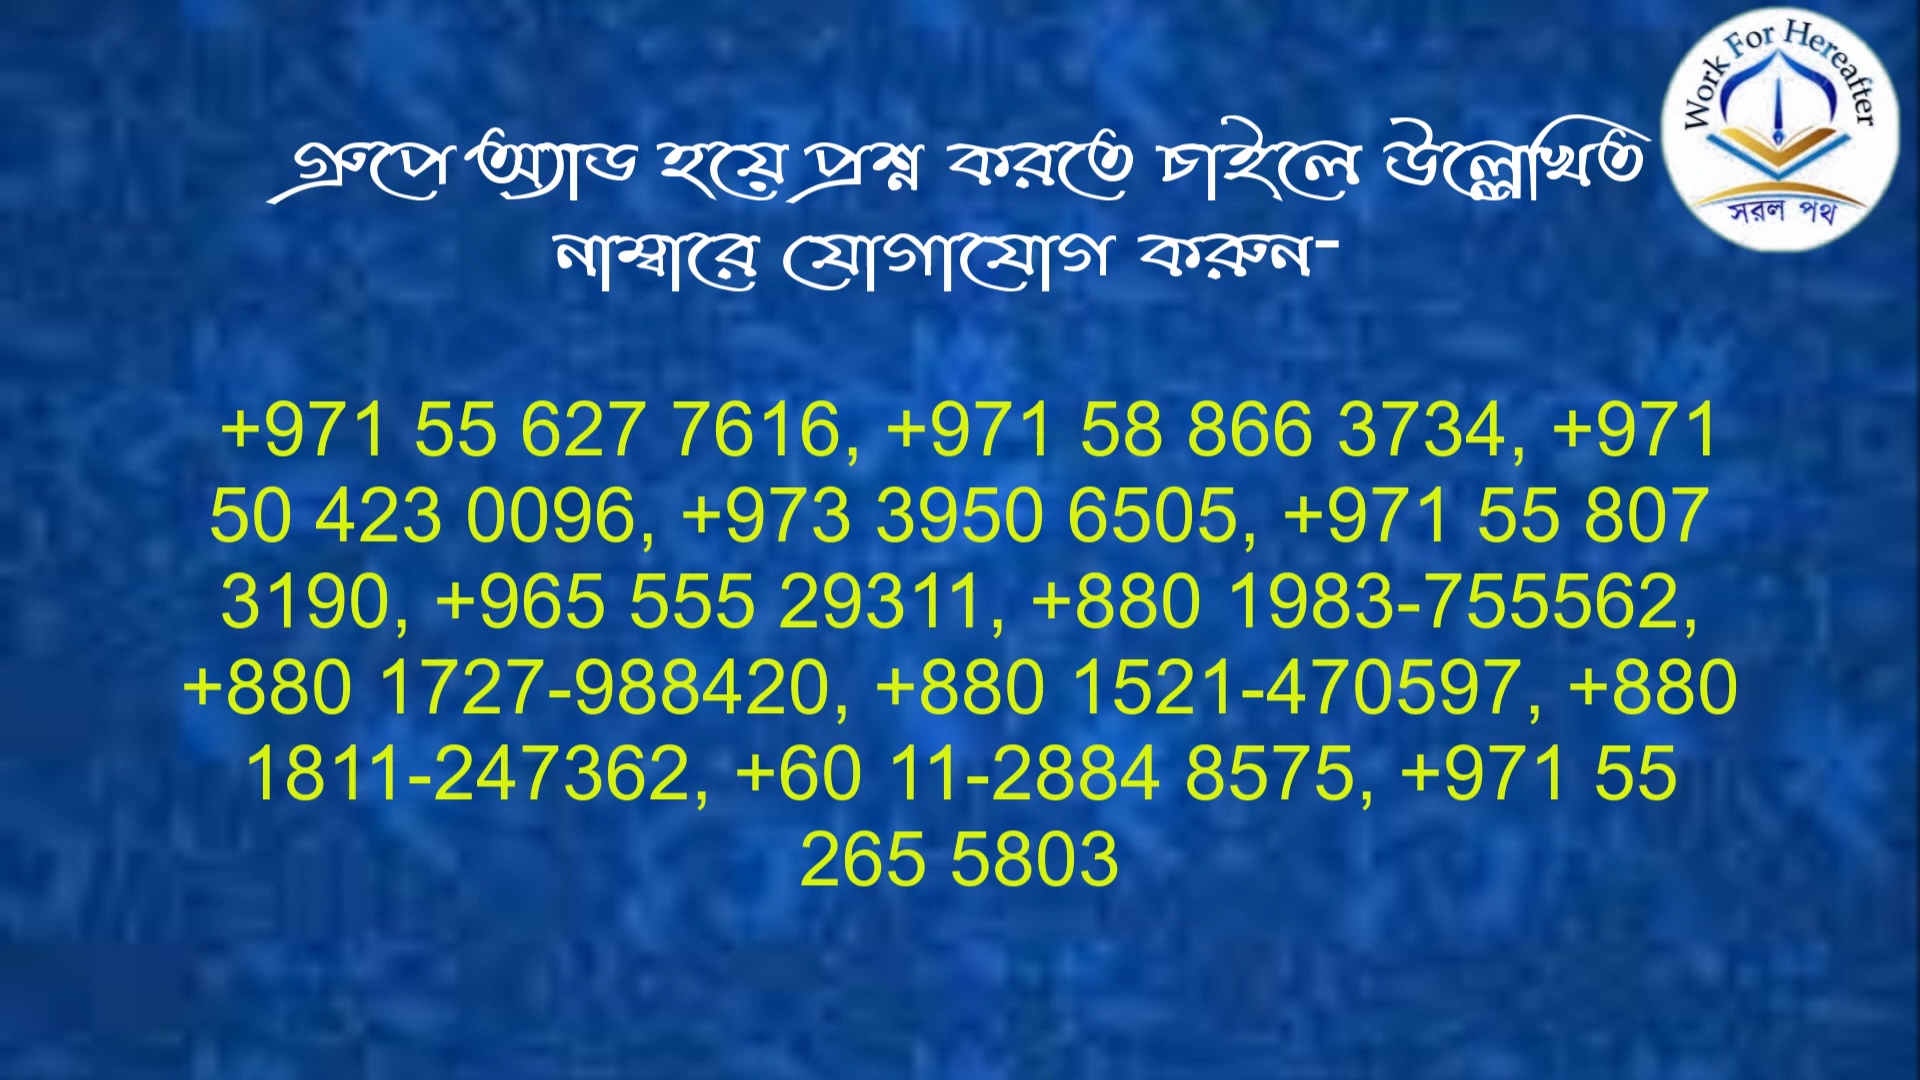 Work For Hereafter
সরল পথ
গ্রুপে অ্যাড হয়ে প্রশ্ন করতে চাইলে উল্লেখিত
নাম্বারে যোগাযোগ করুন-
+971 55 627 7616, +971 58 866 3734, +971
50 423 0096, +973 3950 6505, +971 55 807
3190, +965 555 29311, +880 1983-755562,
+880 1727-988420, +880 1521-470597, +880
1811-247362, +60 11-2884 8575, +971 55
265 5803